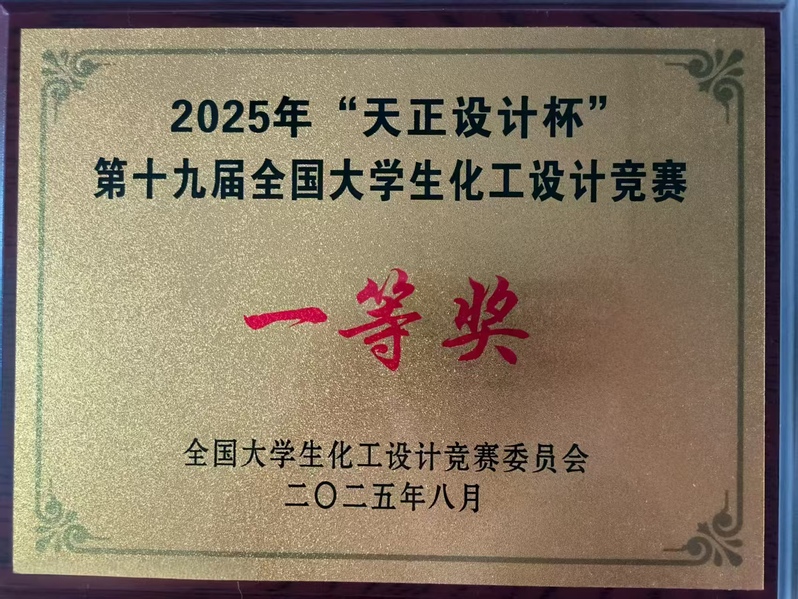 2025年“天正设计杯”
第十九届全国大学生化工设计竞赛
一等奖
全国大学生化工设计竞赛委员会
二〇二五年八月